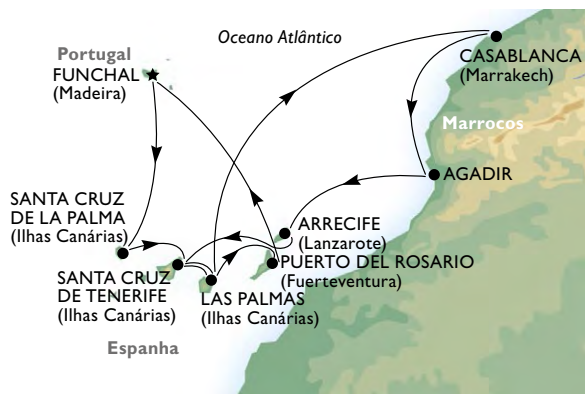 Oceano Atlântico
Portugal
FUNCHAL
(Madeira)
CASABLANCA
(Marrakech)
Marrocos
AGADIR
SANTA CRUZ
DE LA PALMA
(Ilhas Canárias)
ARRECIFE
(Lanzarote)
PUERTO DEL ROSARIO
(Fuerteventura)
SANTA CRUZ
DE TENERIFE
(Ilhas Canárias)
LAS PALMAS
(Ilhas Canárias)
Espanha